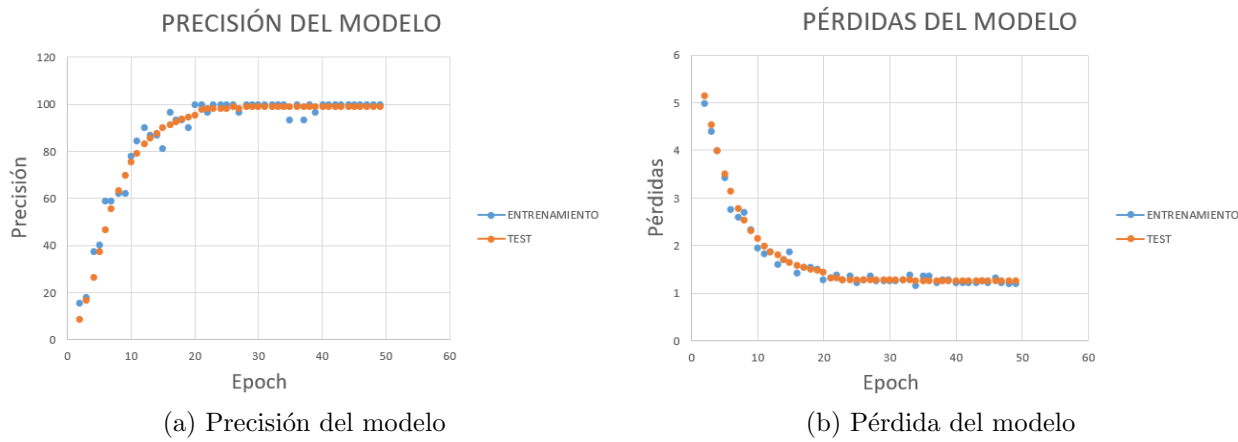 PRECISIÓN DEL MODELO
120
100
80
60
40
20
0
Precisión
0 10 20 30 40 50 60
Epoch
ENTRENAMIENTO
TEST
(a) Precisión del modelo
PÉRDIDAS DEL MODELO
6
5
4
3
2
1
0
Pérdidas
0 10 20 30 40 50 60
Epoch
ENTRENAMIENTO
TEST
(b) Pérdida del modelo